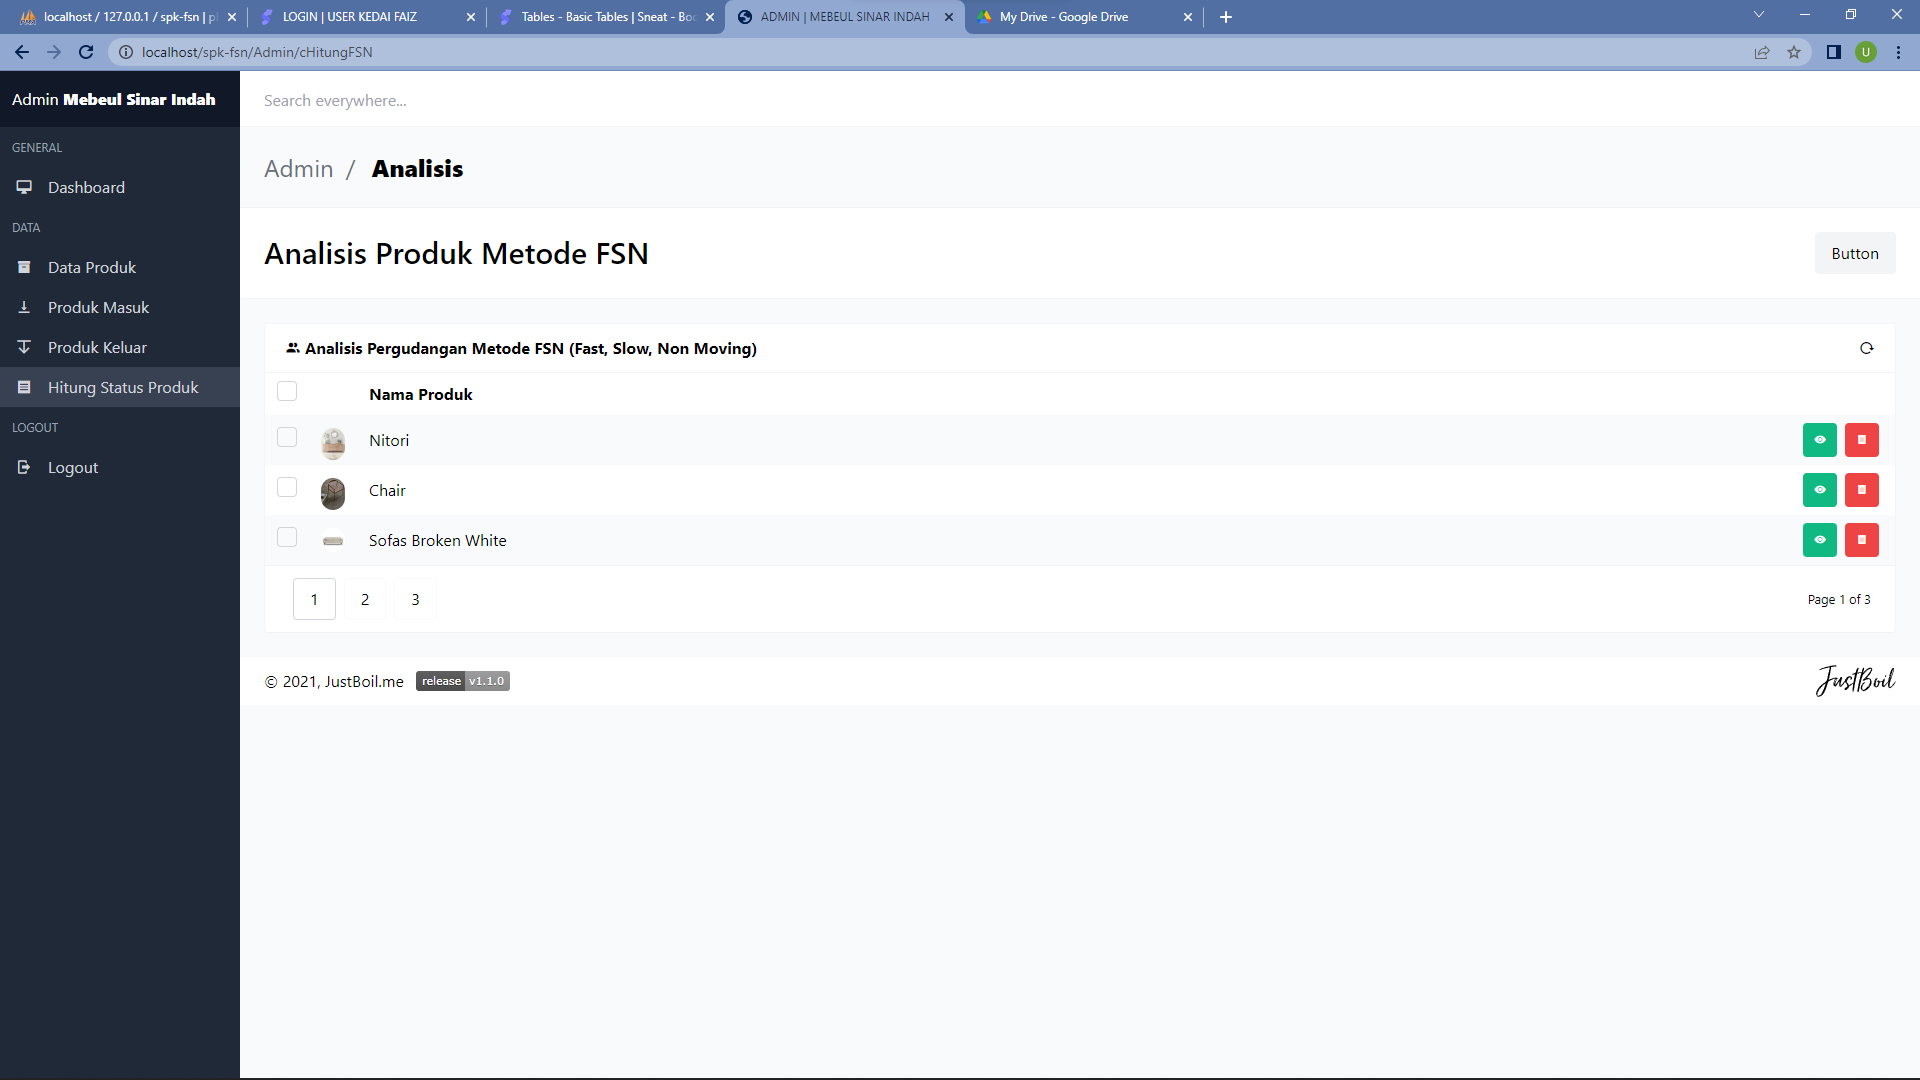 localhost / 127.0.0.1 / spk-fsn | p
LOGIN | USER KEDAI FAIZ
Tables - Basic Tables | Sneat - Bo
ADMIN | MEBEUL SINAR INDAH
My Drive - Google Drive
localhost/spk-fsn/Admin/cHitungFSN
U
Admin Mebeul Sinar Indah
Search everywhere...
GENERAL
Dashboard
DATA
Data Produk
Produk Masuk
Produk Keluar
Hitung Status Produk
LOGOUT
Logout
Admin / Analisis
Analisis Produk Metode FSN
Button
Analisis Pergudangan Metode FSN (Fast, Slow, Non Moving)
Nama Produk
Nitori
Chair
Sofas Broken White
1 2 3
Page 1 of 3
© 2021, JustBoil.me
release v1.1.0
JustBoil